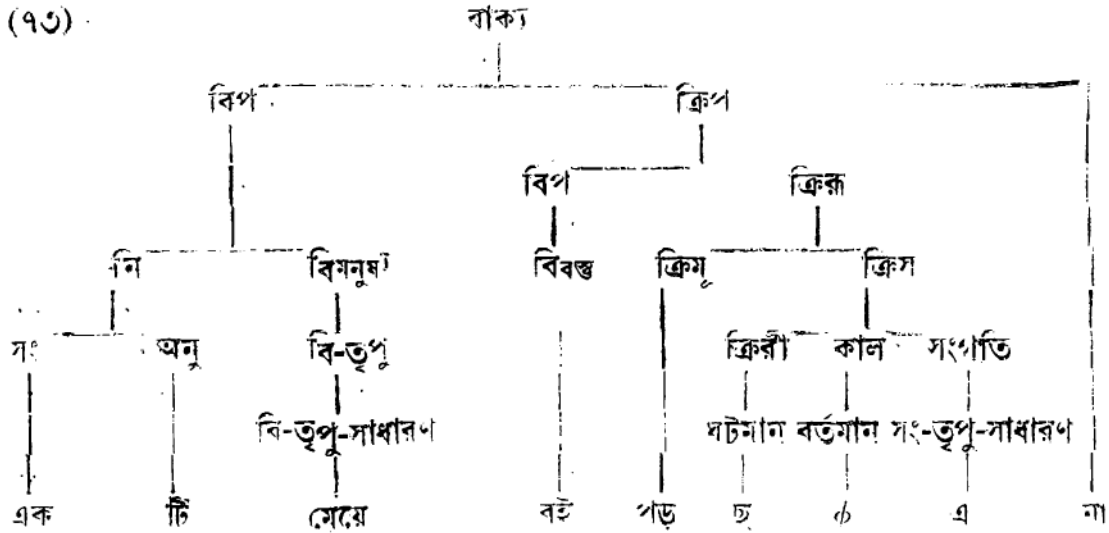 (৭৩) বাক্য
বিপ ক্রিপ
বিপ ক্রিরূ
নি বিমনুষ্য বিবস্তু ক্রিমূ ক্রিস
সং অনু বি-তৃপু ক্রিরী কাল সংগতি
বি-তৃপু-সাধারণ ঘটমান বর্তমান সং-তৃপু-সাধারণ
এক টি মেয়ে বই পড় ছ ϕ এ না